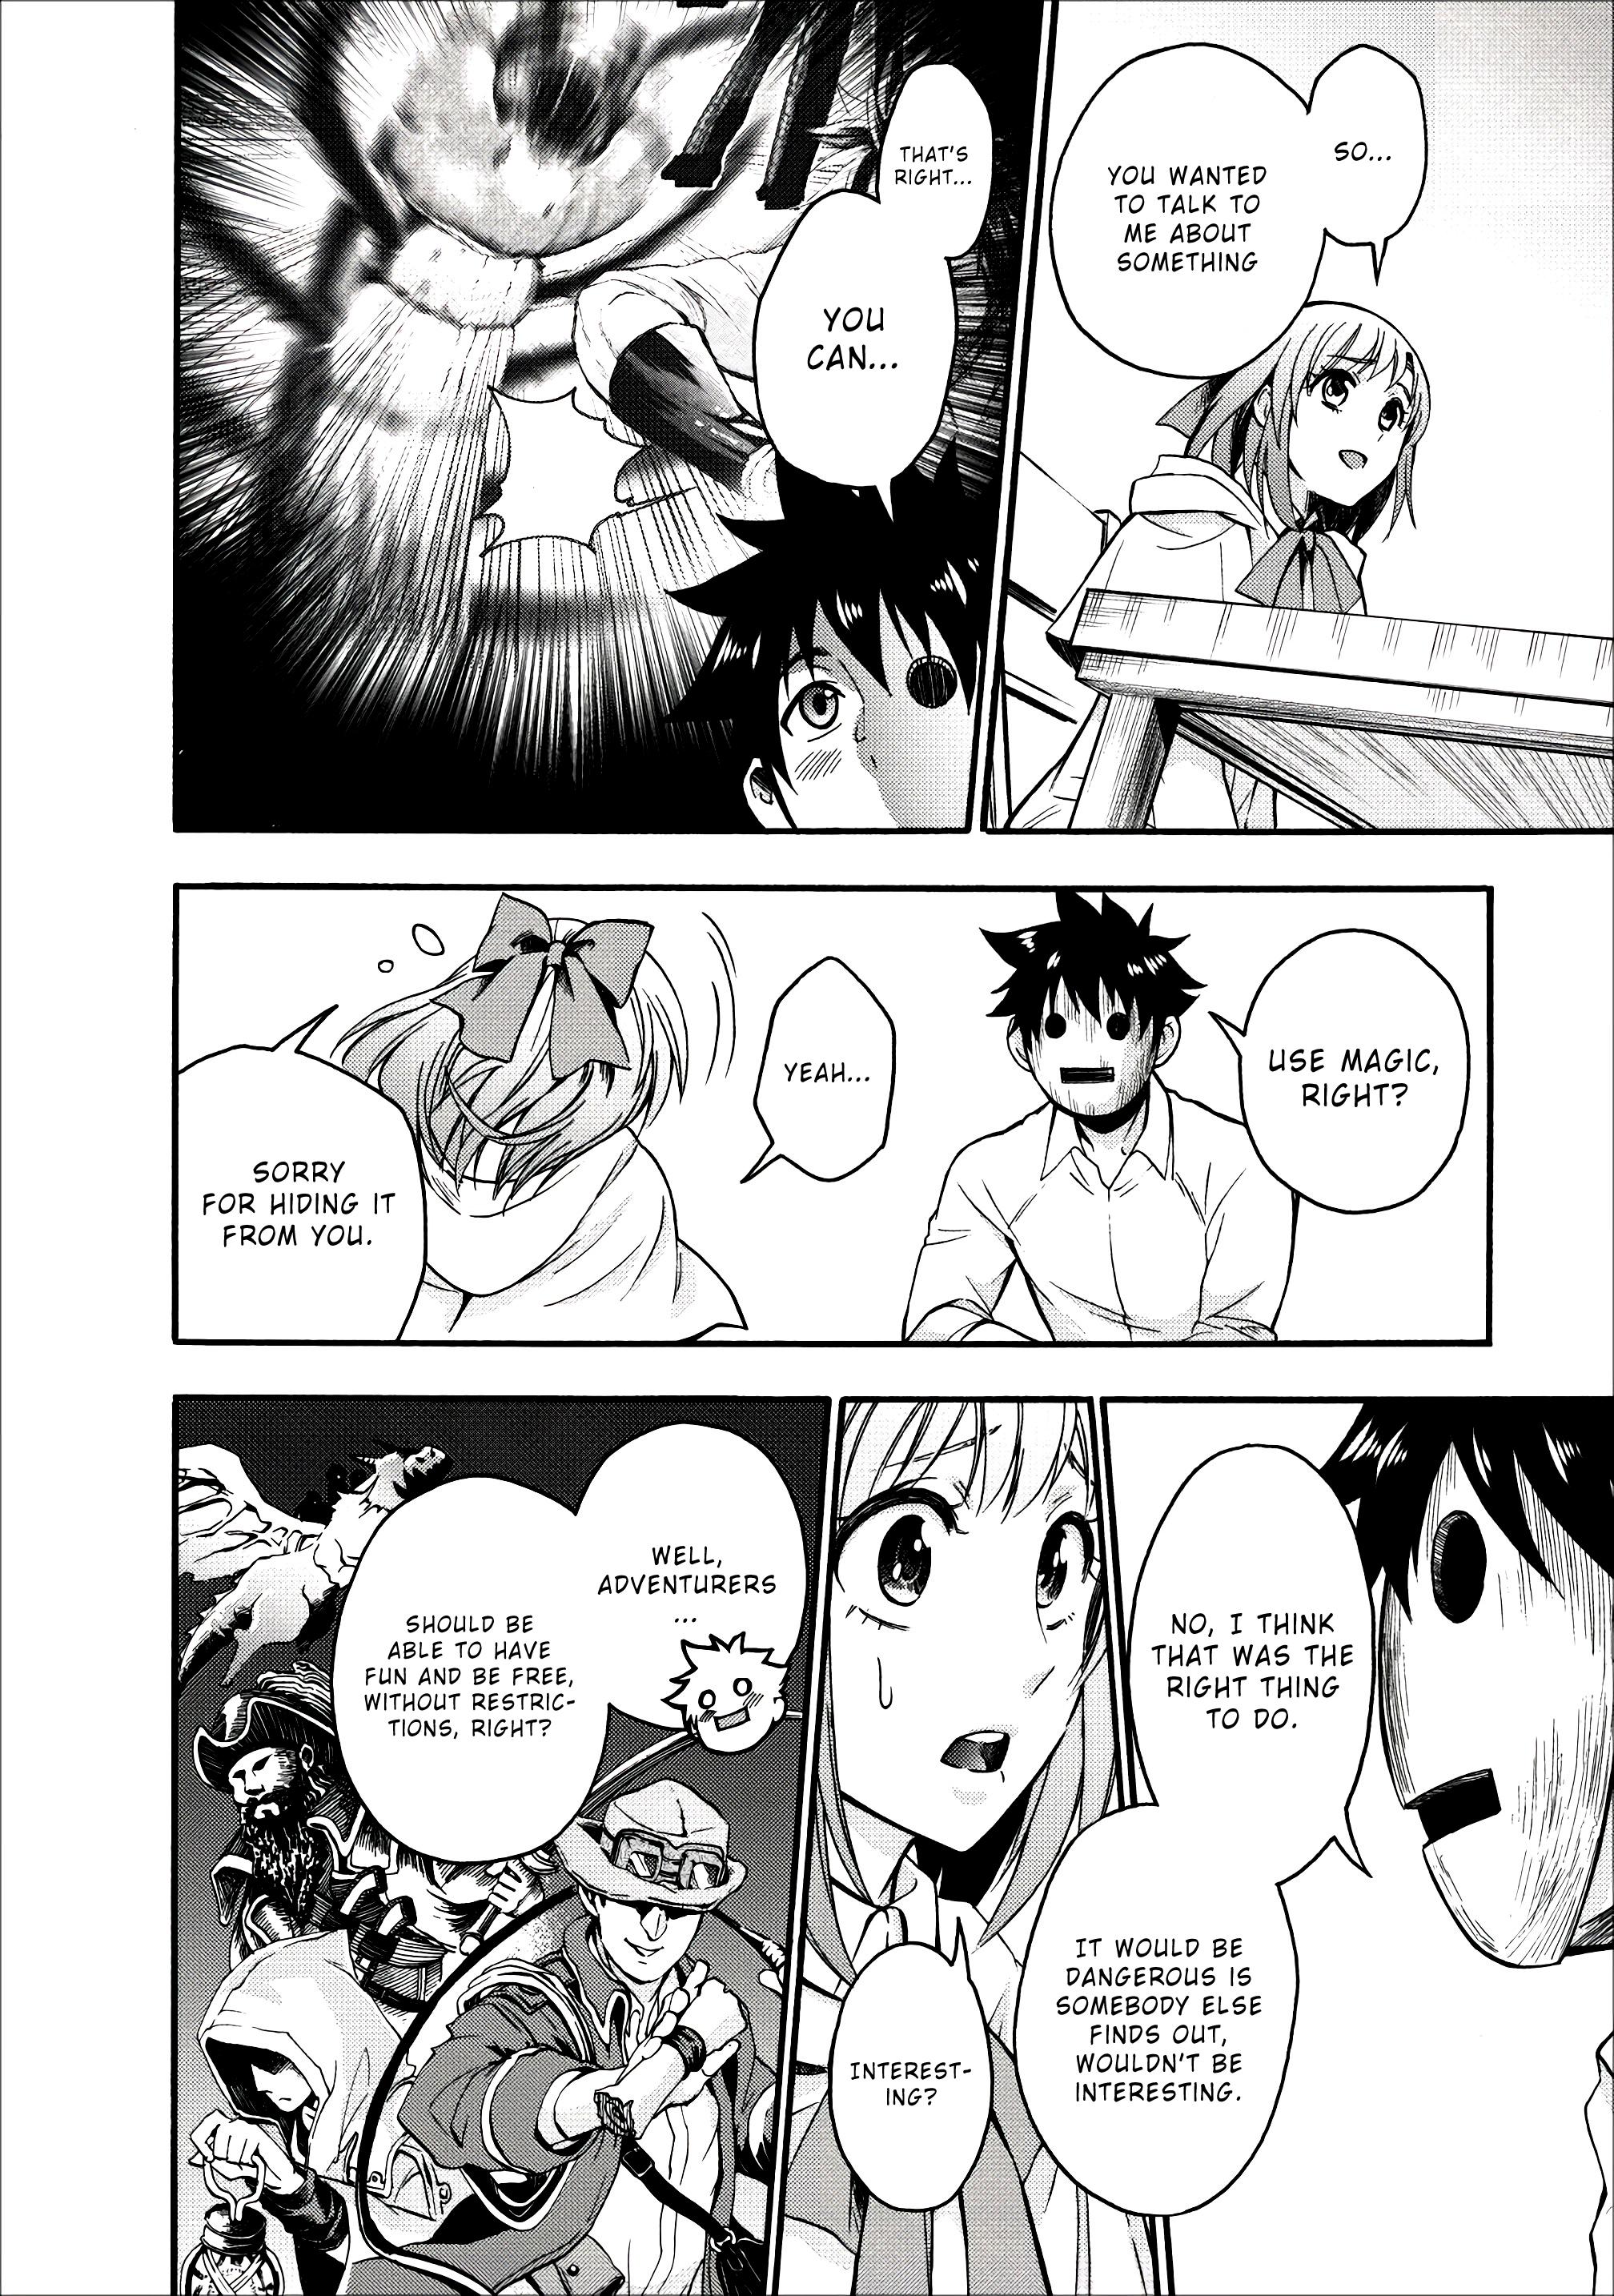 SO...
YOU WANTED
TO TALK TO
ME ABOUT
SOMETHING
THAT'S
RIGHT...
YOU
CAN...
USE MAGIC,
RIGHT?
YEAH...
SORRY
FOR HIDING IT
FROM YOU.
NO, I THINK
THAT WAS THE
RIGHT THING
TO DO.
IT WOULD BE
DANGEROUS IS
SOMEBODY ELSE
FINDS OUT,
WOULDN'T BE
INTERESTING.
INTEREST-
ING?
WELL,
ADVENTURERS
...
SHOULD BE
ABLE TO HAVE
FUN AND BE FREE,
WITHOUT RESTRIC-
TIONS, RIGHT?